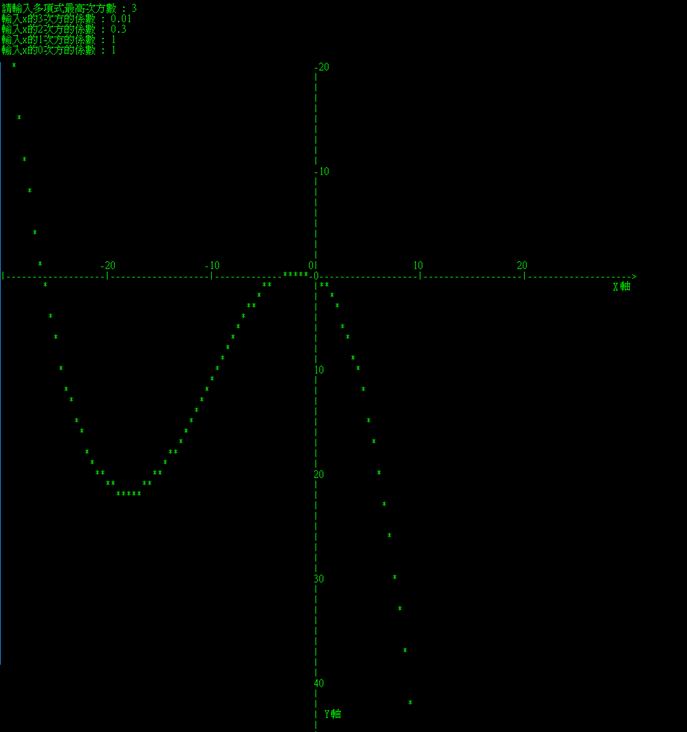 請輸入多項式最高次方數 : 3
輸入x的3次方的係數 : 0.01
輸入x的2次方的係數 : 0.3
輸入x的1次方的係數 : 1
輸入x的0次方的係數 : 1
-20
-10
-20 -10 0 10 20
0
X軸
10
20
30
40
Y軸